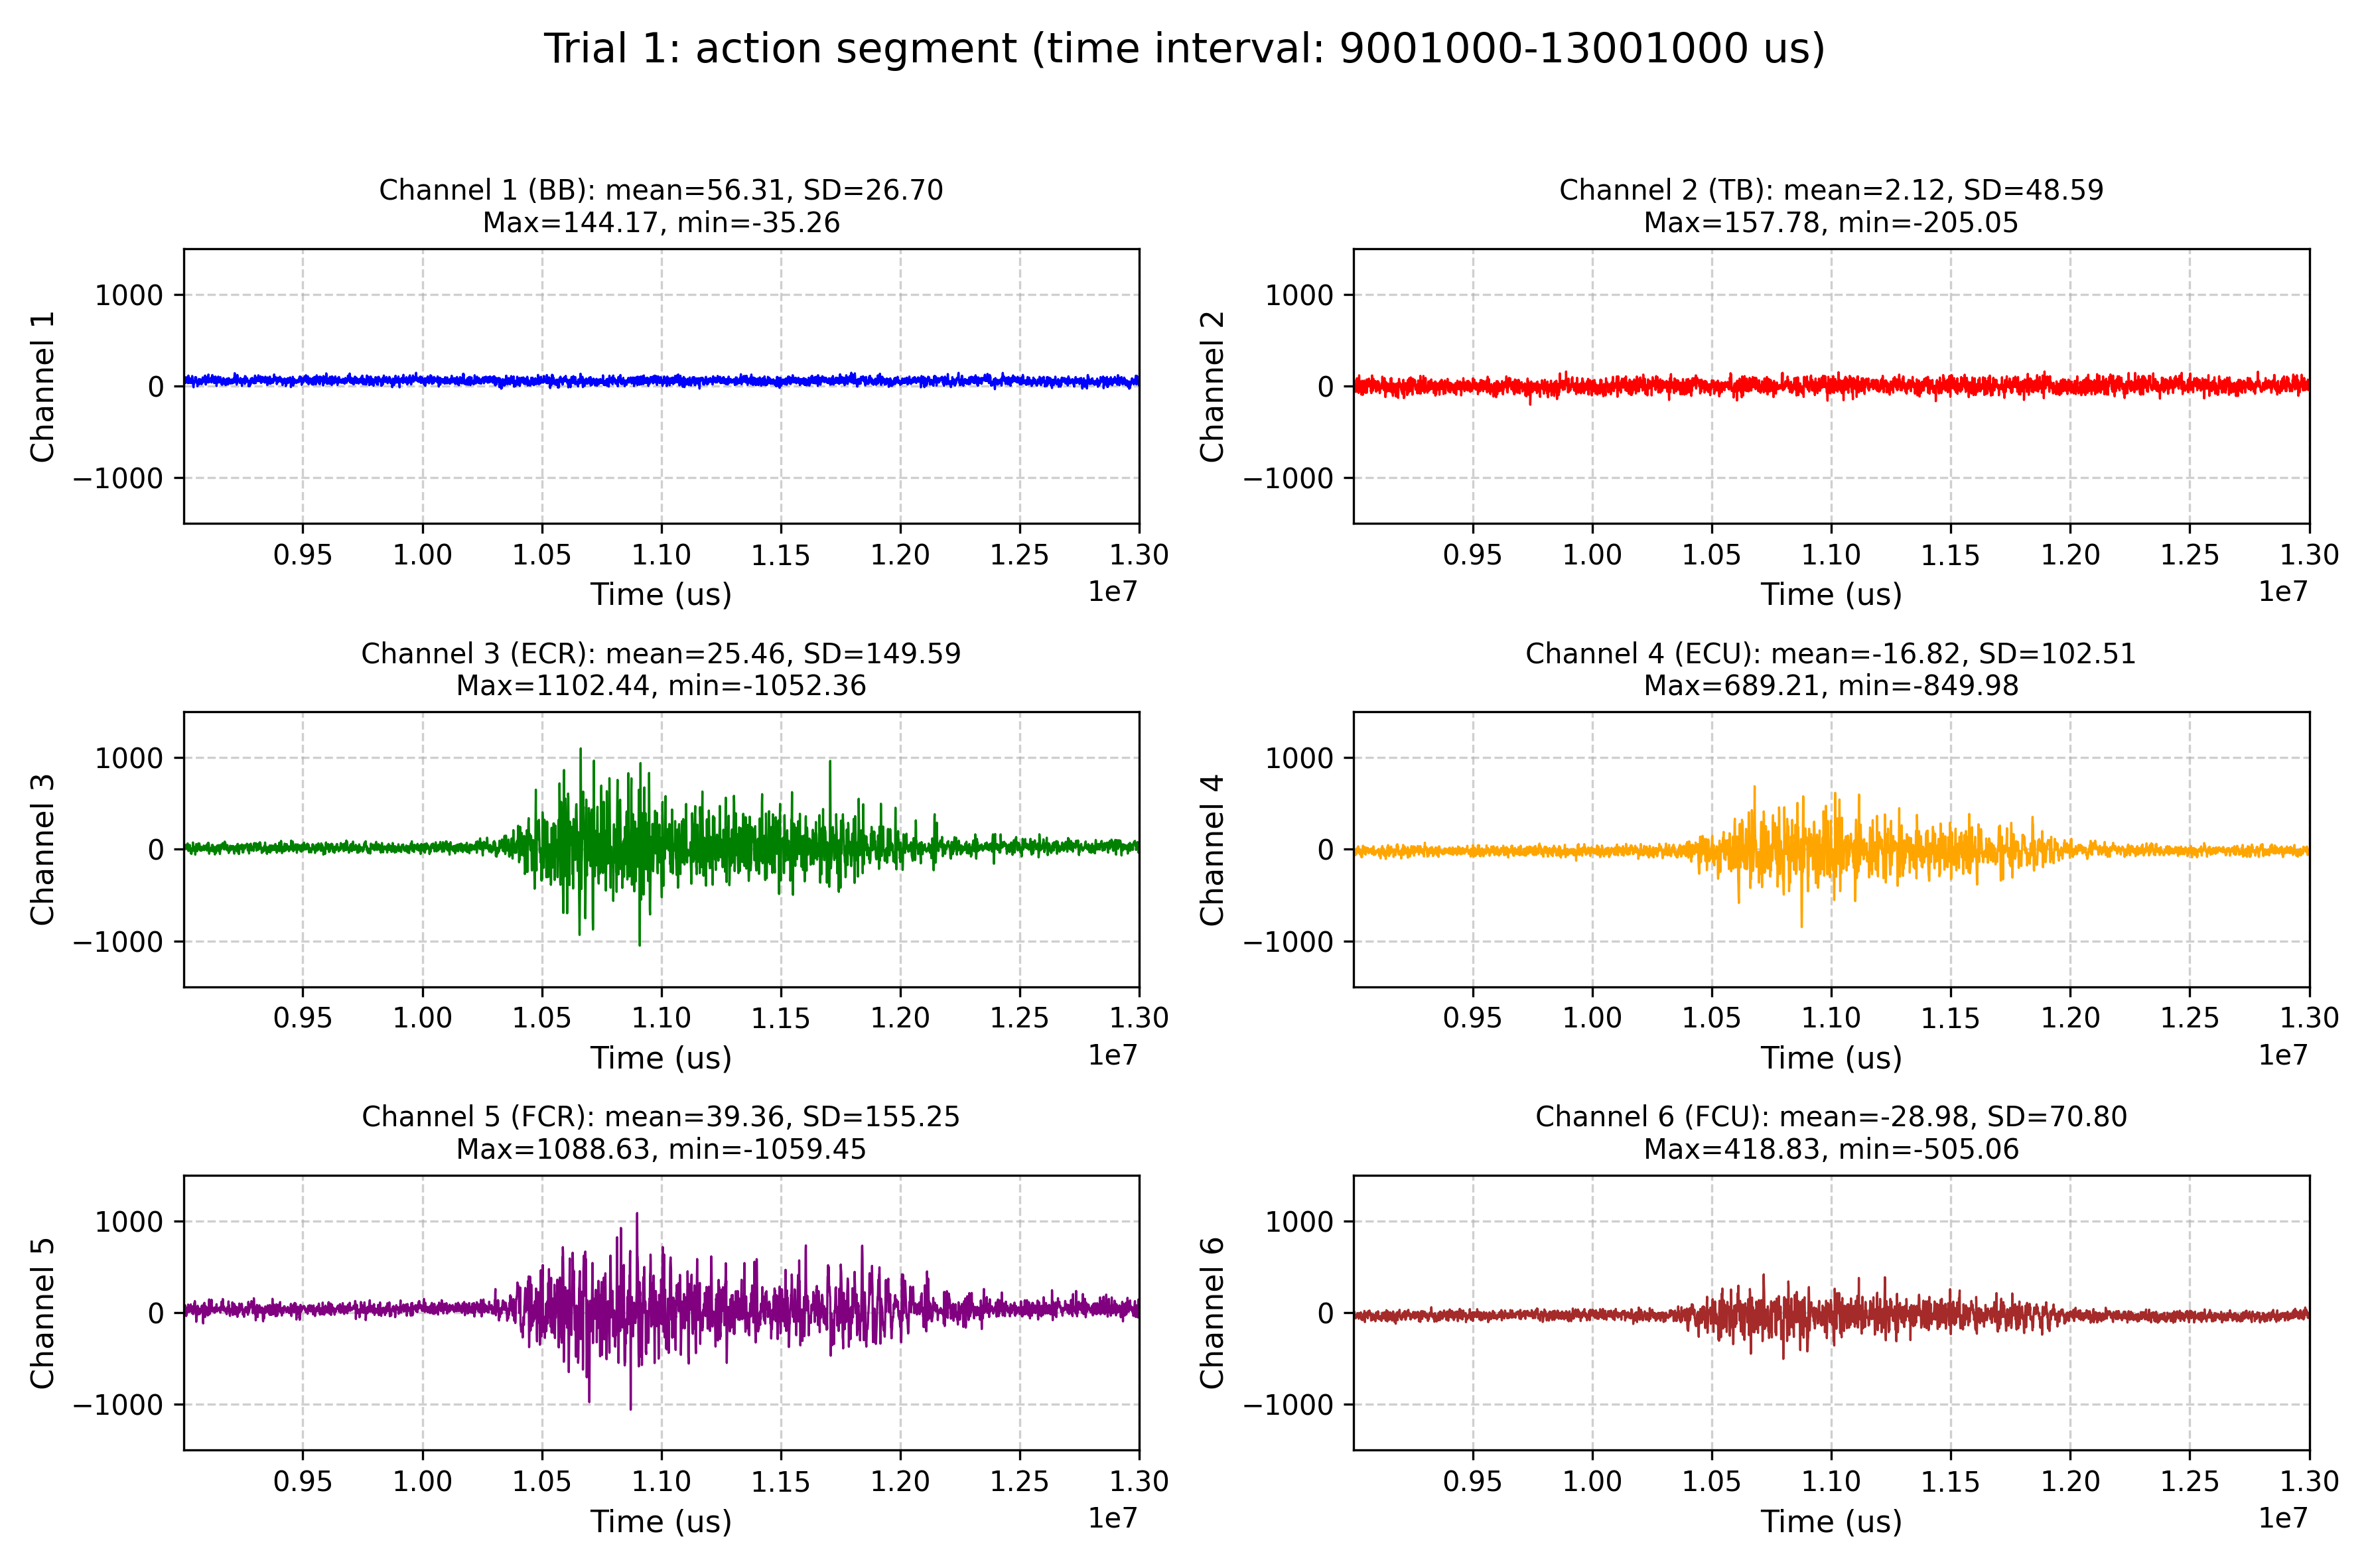 Trial 1: action segment (time interval: 9001000-13001000 us)
Channel 1 (BB): mean=56.31, SD=26.70
Max=144.17, min=-35.26
Channel 1
1000
0
−1000
0.95 1.00 1.05 1.10 1.15 1.20 1.25 1.30
Time (us)
1e7
Channel 2 (TB): mean=2.12, SD=48.59
Max=157.78, min=-205.05
Channel 2
1000
0
−1000
0.95 1.00 1.05 1.10 1.15 1.20 1.25 1.30
Time (us)
1e7
Channel 3 (ECR): mean=25.46, SD=149.59
Max=1102.44, min=-1052.36
Channel 3
1000
0
−1000
0.95 1.00 1.05 1.10 1.15 1.20 1.25 1.30
Time (us)
1e7
Channel 4 (ECU): mean=-16.82, SD=102.51
Max=689.21, min=-849.98
Channel 4
1000
0
−1000
0.95 1.00 1.05 1.10 1.15 1.20 1.25 1.30
Time (us)
1e7
Channel 5 (FCR): mean=39.36, SD=155.25
Max=1088.63, min=-1059.45
Channel 5
1000
0
−1000
0.95 1.00 1.05 1.10 1.15 1.20 1.25 1.30
Time (us)
1e7
Channel 6 (FCU): mean=-28.98, SD=70.80
Max=418.83, min=-505.06
Channel 6
1000
0
−1000
0.95 1.00 1.05 1.10 1.15 1.20 1.25 1.30
Time (us)
1e7